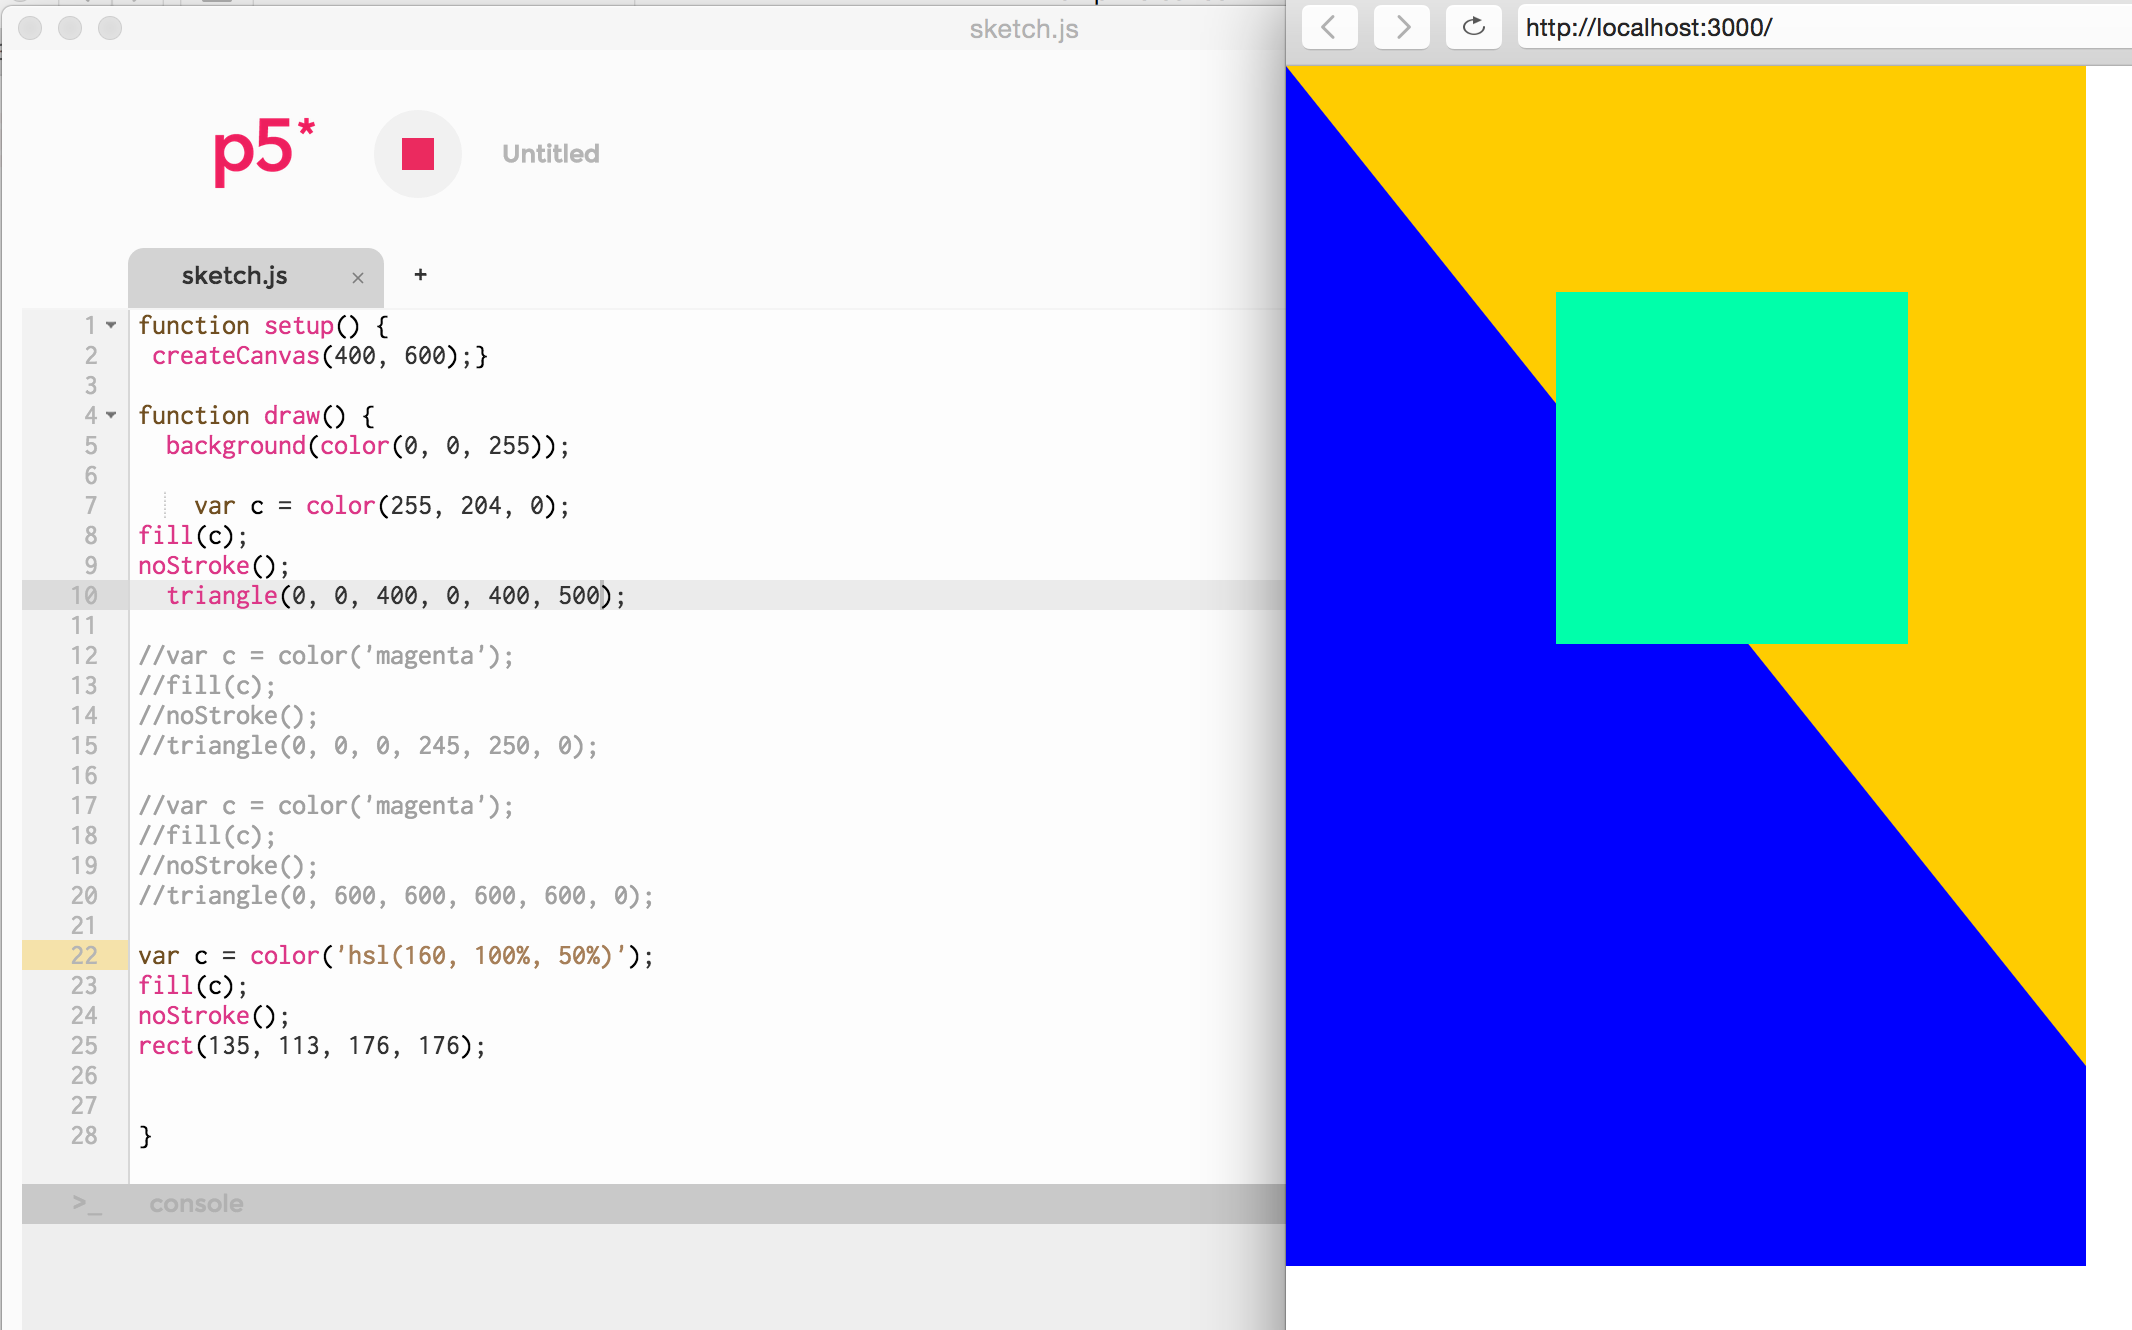 sketch.js
http://localhost:3000/
p5*
Untitled
sketch.js × +
1 function setup() {
2 createCanvas(400, 600);}
3
4 function draw() {
5 background(color(0, 0, 255));
6
7 var c = color(255, 204, 0);
8 fill(c);
9 noStroke();
10 triangle(0, 0, 400, 0, 400, 500);
11
12 //var c = color('magenta');
13 //fill(c);
14 //noStroke();
15 //triangle(0, 0, 0, 245, 250, 0);
16
17 //var c = color('magenta');
18 //fill(c);
19 //noStroke();
20 //triangle(0, 600, 600, 600, 600, 0);
21
22 var c = color('hsl(160, 100%, 50%)');
23 fill(c);
24 noStroke();
25 rect(135, 113, 176, 176);
26
27
28 }
>_ console